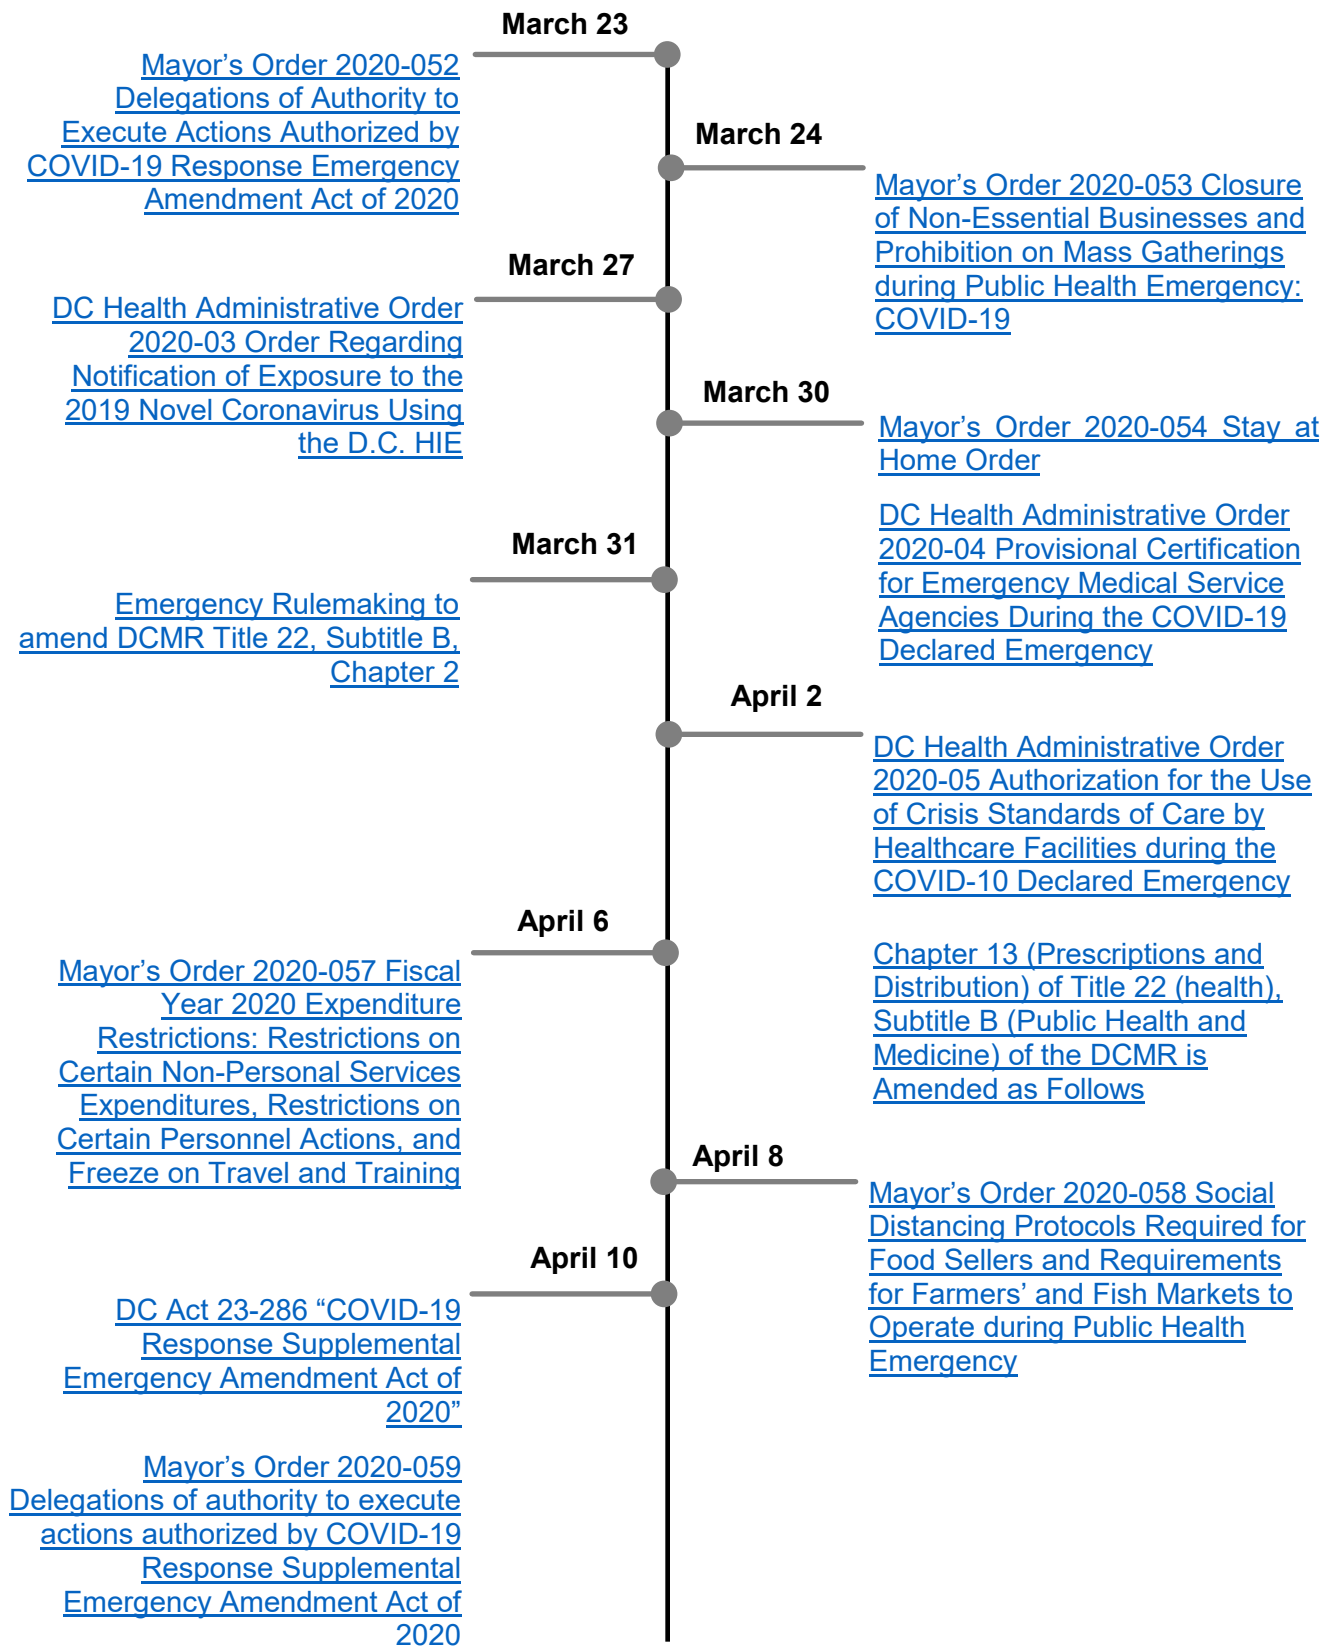 March 23
Mayor's Order 2020-052
Delegations of Authority to
Execute Actions Authorized by
COVID-19 Response Emergency
Amendment Act of 2020
March 24
Mayor's Order 2020-053 Closure
of Non-Essential Businesses and
Prohibition on Mass Gatherings
during Public Health Emergency:
COVID-19
March 27
DC Health Administrative Order
2020-03 Order Regarding
Notification of Exposure to the
2019 Novel Coronavirus Using
the D.C. HIE
March 30
Mayor's Order 2020-054 Stay at
Home Order
DC Health Administrative Order
2020-04 Provisional Certification
for Emergency Medical Service
Agencies During the COVID-19
Declared Emergency
March 31
Emergency Rulemaking to
amend DCMR Title 22, Subtitle B,
Chapter 2
April 2
DC Health Administrative Order
2020-05 Authorization for the Use
of Crisis Standards of Care by
Healthcare Facilities during the
COVID-10 Declared Emergency
Chapter 13 (Prescriptions and
Distribution) of Title 22 (health),
Subtitle B (Public Health and
Medicine) of the DCMR is
Amended as Follows
April 6
Mayor's Order 2020-057 Fiscal
Year 2020 Expenditure
Restrictions: Restrictions on
Certain Non-Personal Services
Expenditures, Restrictions on
Certain Personnel Actions, and
Freeze on Travel and Training
April 8
Mayor's Order 2020-058 Social
Distancing Protocols Required for
Food Sellers and Requirements
for Farmers' and Fish Markets to
Operate during Public Health
Emergency
April 10
DC Act 23-286 “COVID-19
Response Supplemental
Emergency Amendment Act of
2020”
Mayor's Order 2020-059
Delegations of authority to execute
actions authorized by COVID-19
Response Supplemental
Emergency Amendment Act of
2020